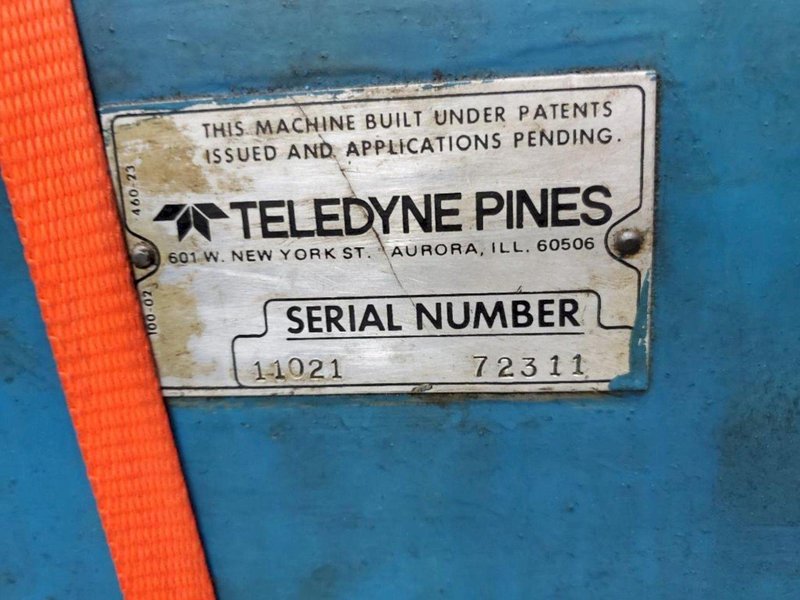 THIS MACHINE BUILT UNDER PATENTS
ISSUED AND APPLICATIONS PENDING.
460-23
TELEDYNE PINES
601 W. NEW YORK ST. AURORA, ILL. 60506
100-02
SERIAL NUMBER
11021 72311